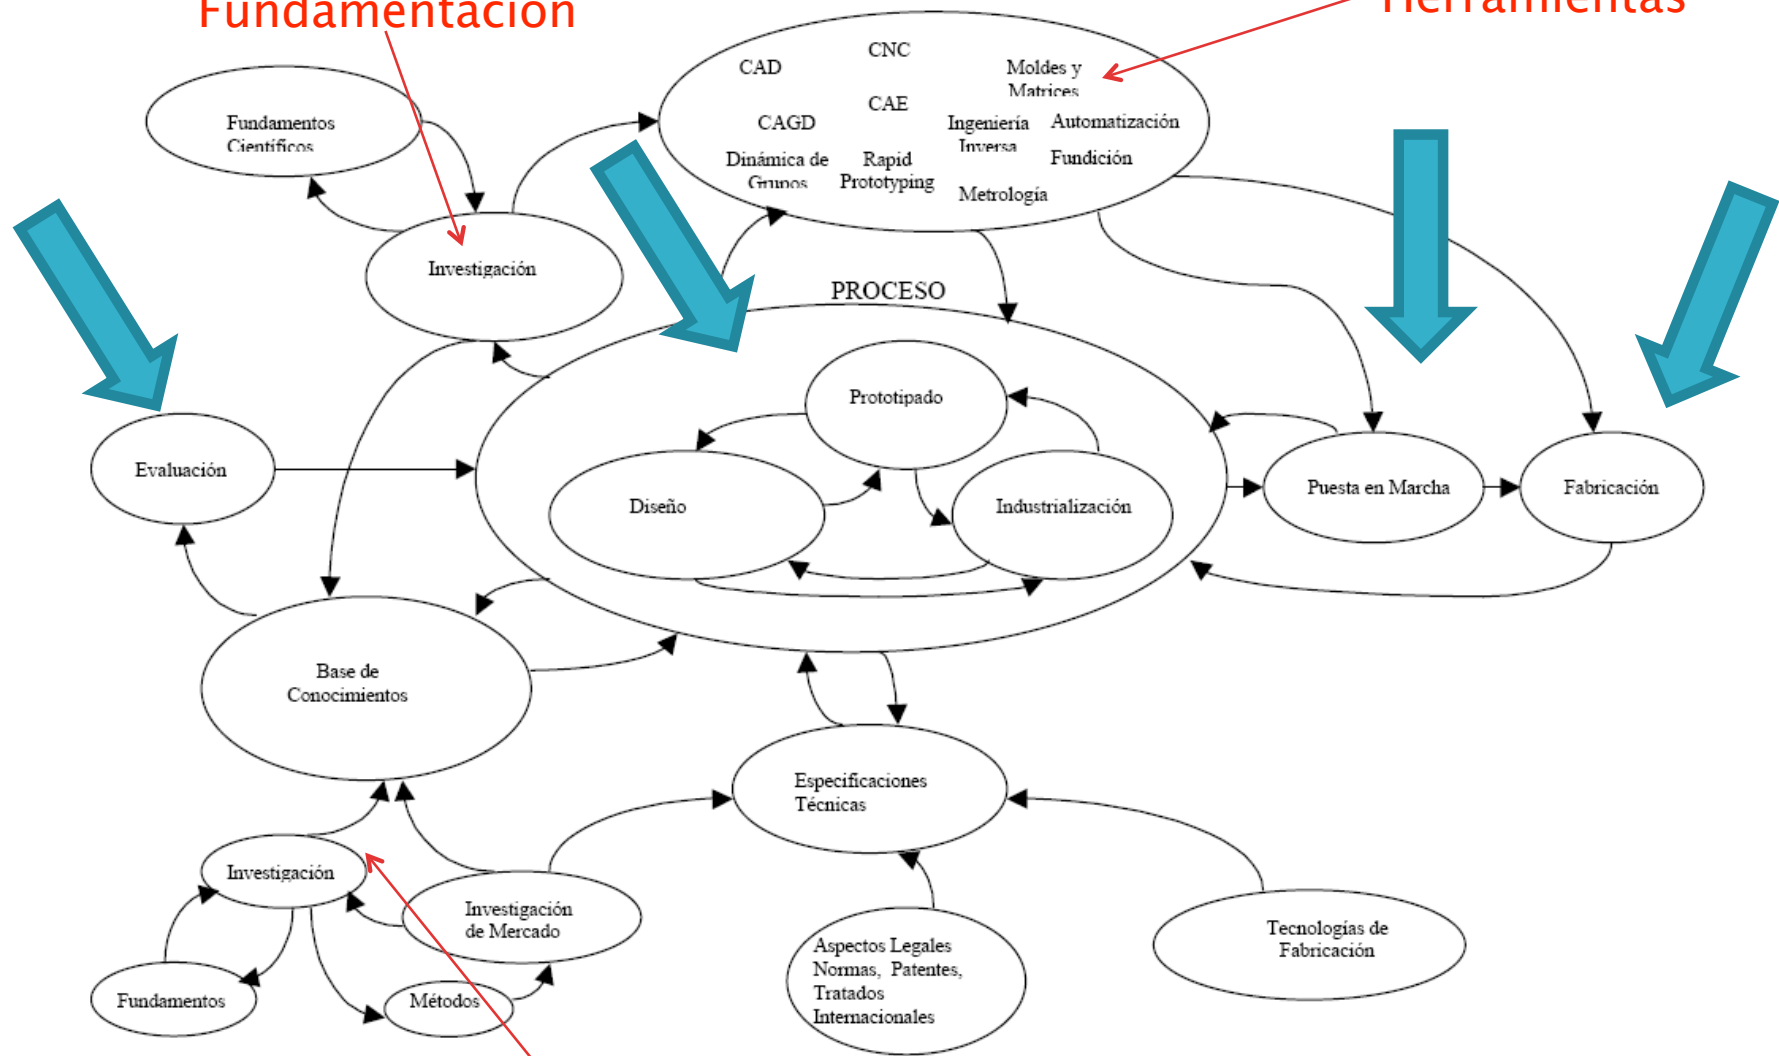 Fundamentación
Herramientas
CNC
CAD
Moldes y
Matrices
CAE
Fundamentos
Científicos
CAGD
Ingeniería
Inversa
Automatización
Dinámica de
Grupos
Rapid
Prototyping
Fundición
Metrología
Investigación
PROCESO
Prototipado
Evaluación
Diseño
Industrialización
Puesta en Marcha
Fabricación
Base de
Conocimientos
Especificaciones
Técnicas
Investigación
Investigación
de Mercado
Fundamentos
Métodos
Aspectos Legales
Normas, Patentes,
Tratados
Internacionales
Tecnologías de
Fabricación